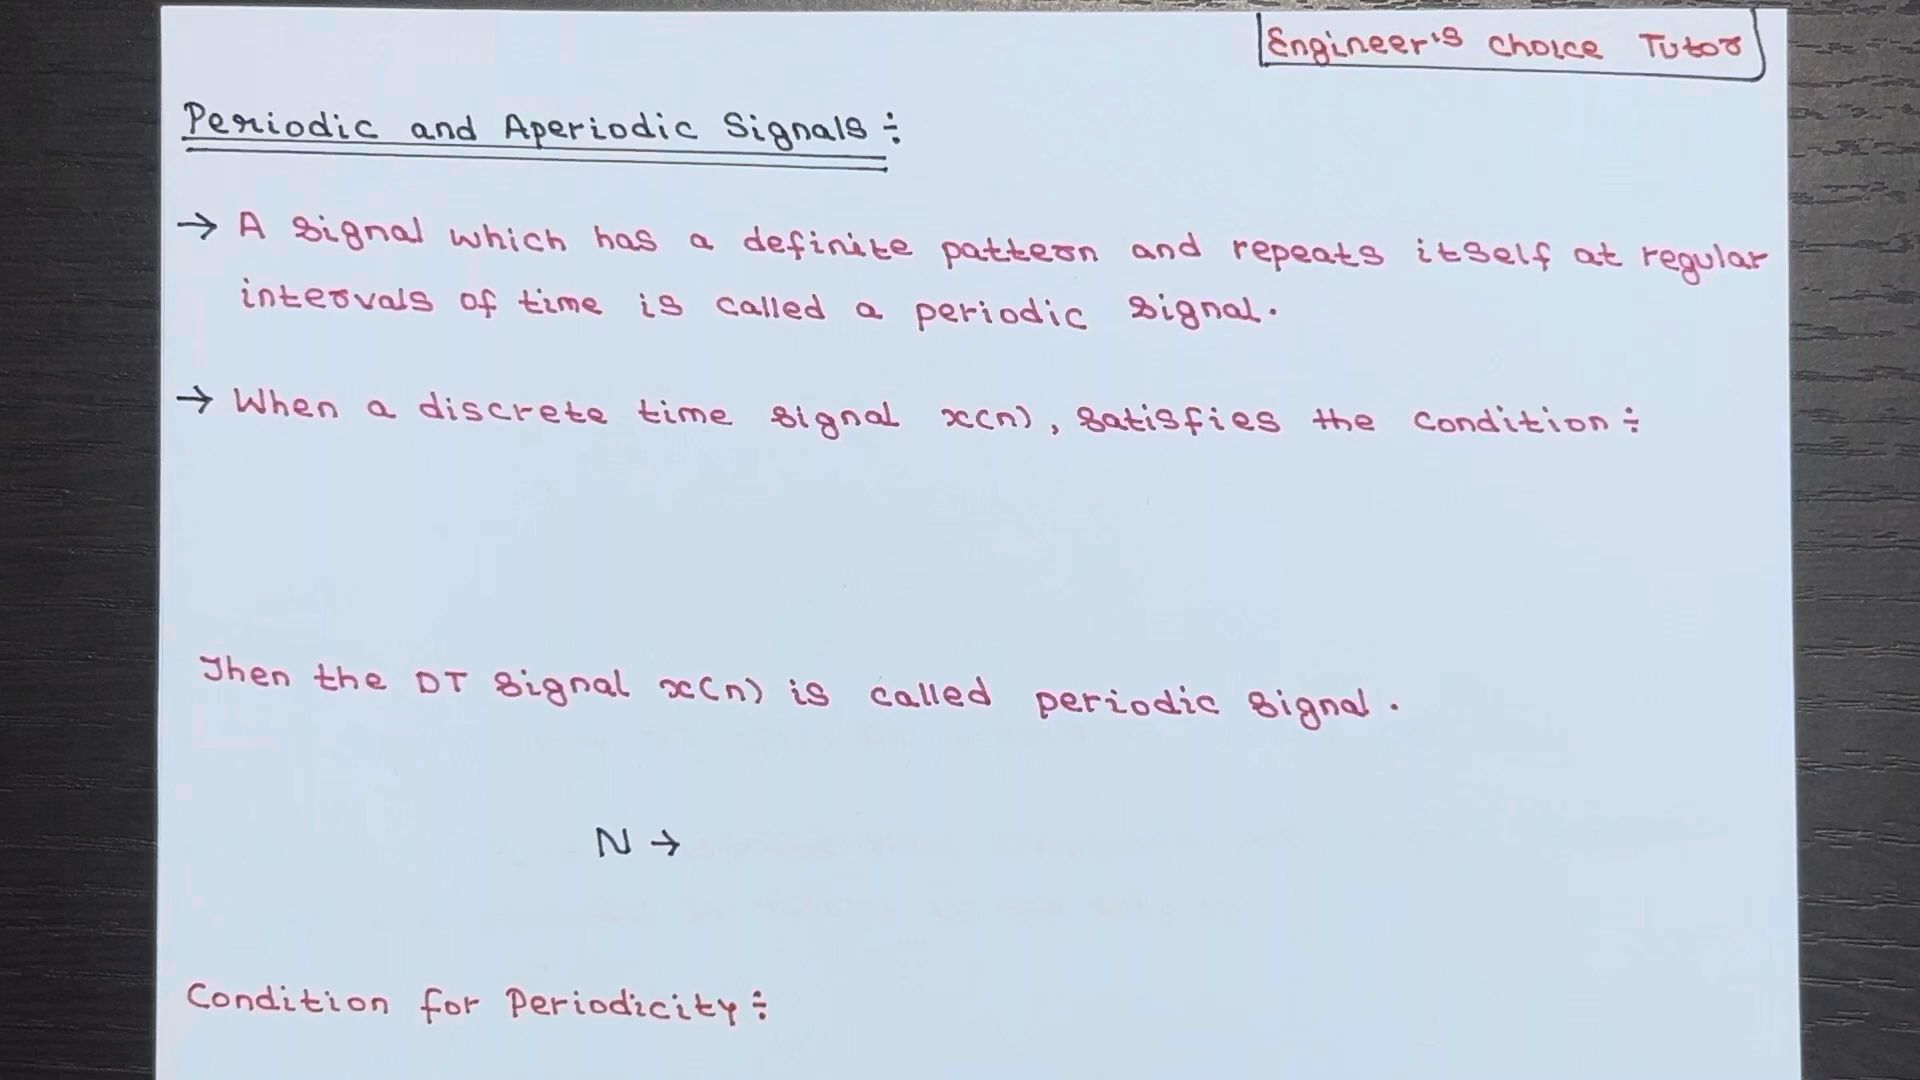 Engineer's Choice Tutor
Periodic and Aperiodic Signals ÷
→ A signal which has a definite pattern and repeats itself at regular
intervals of time is called a periodic signal.
→ When a discrete time signal x(n), satisfies the condition ÷
Then the DT signal x(n) is called periodic signal.
N →
Condition for Periodicity ÷